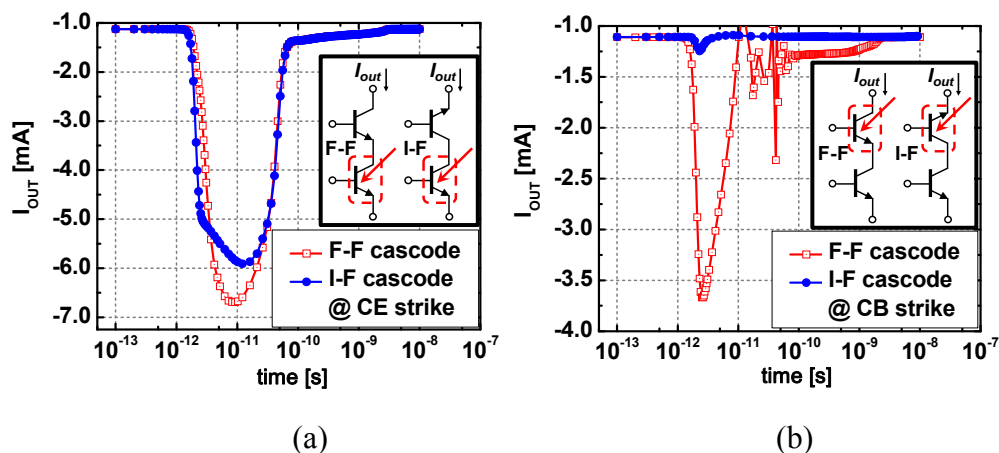 -1.0
-2.0
-3.0
-4.0
-5.0
-6.0
-7.0
I_OUT [mA]
10^-13 10^-12 10^-11 10^-10 10^-9 10^-8 10^-7
time [s]
I_out I_out
F-F I-F
F-F cascode
I-F cascode
@ CE strike
(a)
-1.0
-1.5
-2.0
-2.5
-3.0
-3.5
-4.0
I_OUT [mA]
10^-13 10^-12 10^-11 10^-10 10^-9 10^-8 10^-7
time [s]
I_out I_out
F-F I-F
F-F cascode
I-F cascode
@ CB strike
(b)